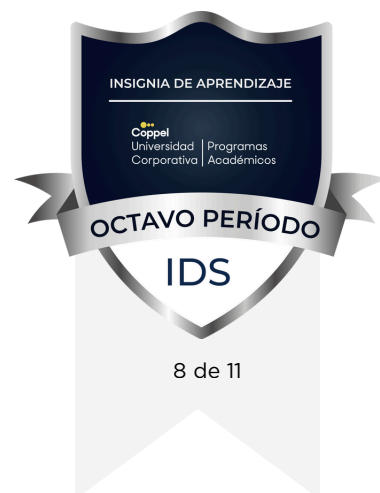 INSIGNIA DE APRENDIZAJE
Coppel
Universidad | Programas
Corporativa | Académicos
OCTAVO PERÍODO
IDS
8 de 11